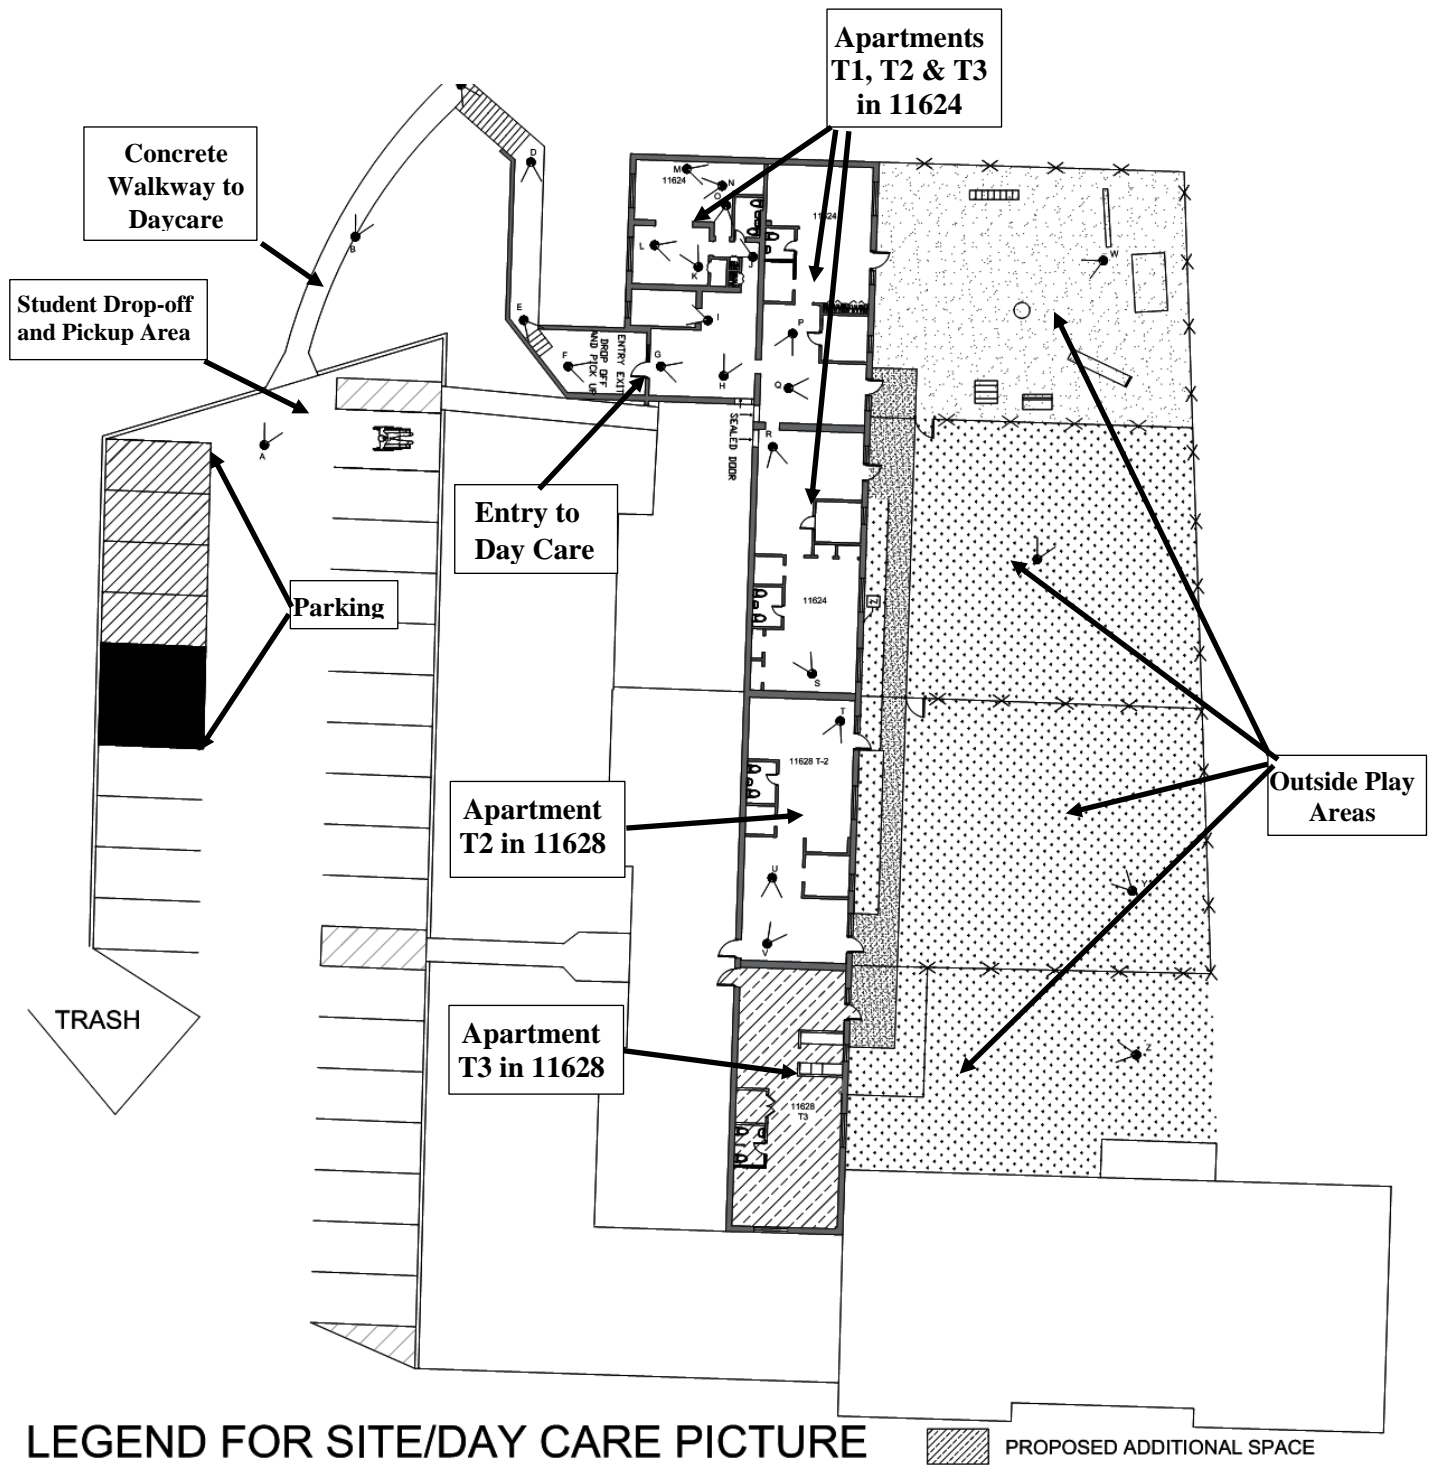 Apartments
T1, T2 & T3
in 11624
Concrete
Walkway to
Daycare
Student Drop-off
and Pickup Area
D
B
E
F
ENTRY EXIT
DROP OFF
AND PICK UP
G
H
I
M
11624
N
O
L
K
J
11624
P
Q
R
SEALED DOOR
W
A
Entry to
Day Care
Parking
11624
Z
S
T
11628 T-2
Apartment
T2 in 11628
U
V
Y
Outside Play
Areas
TRASH
Apartment
T3 in 11628
11628
T3
Z
LEGEND FOR SITE/DAY CARE PICTURE
PROPOSED ADDITIONAL SPACE